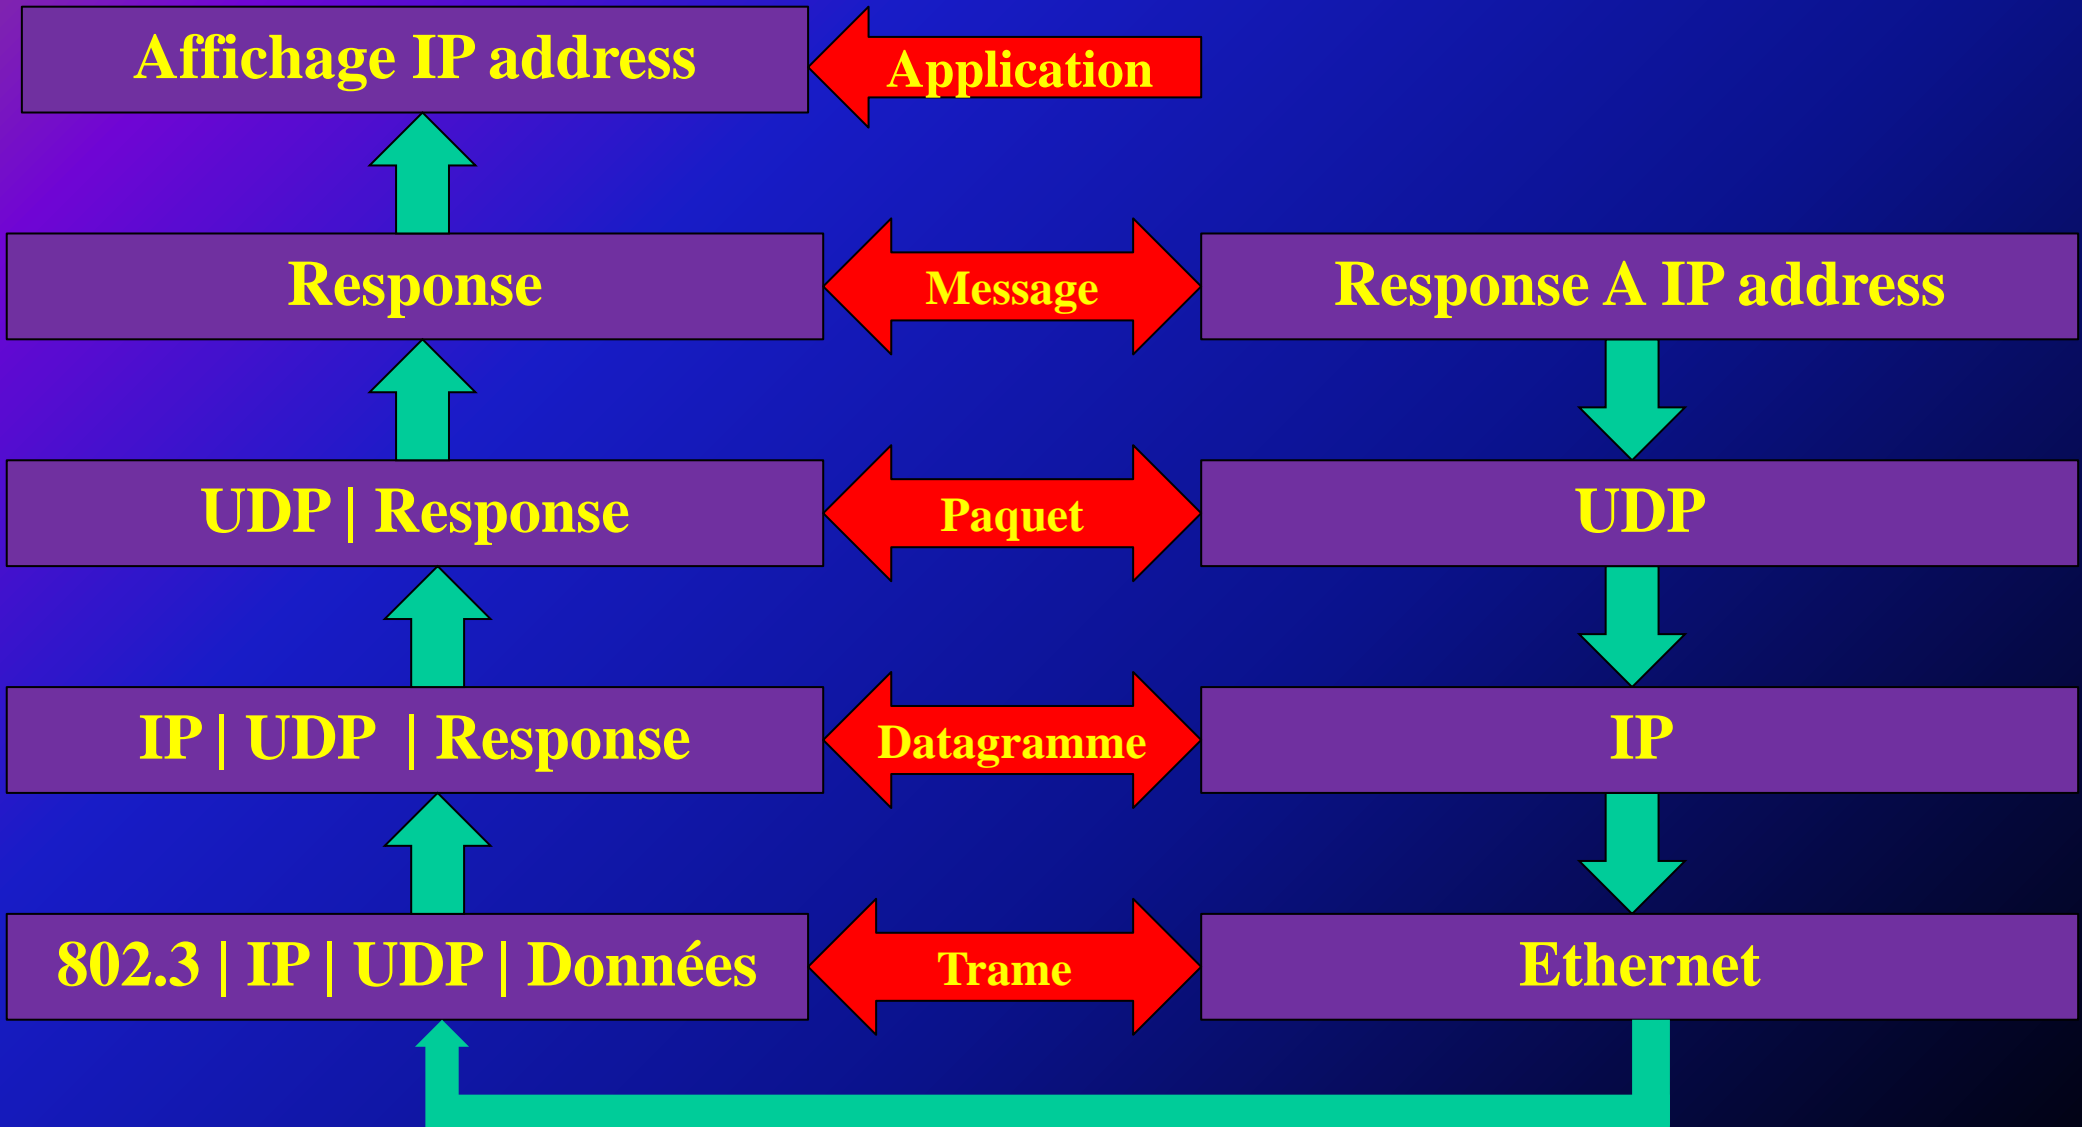 Affichage IP address
Application
Response
Message
Response A IP address
UDP | Response
Paquet
UDP
IP | UDP | Response
Datagramme
IP
802.3 | IP | UDP | Données
Trame
Ethernet